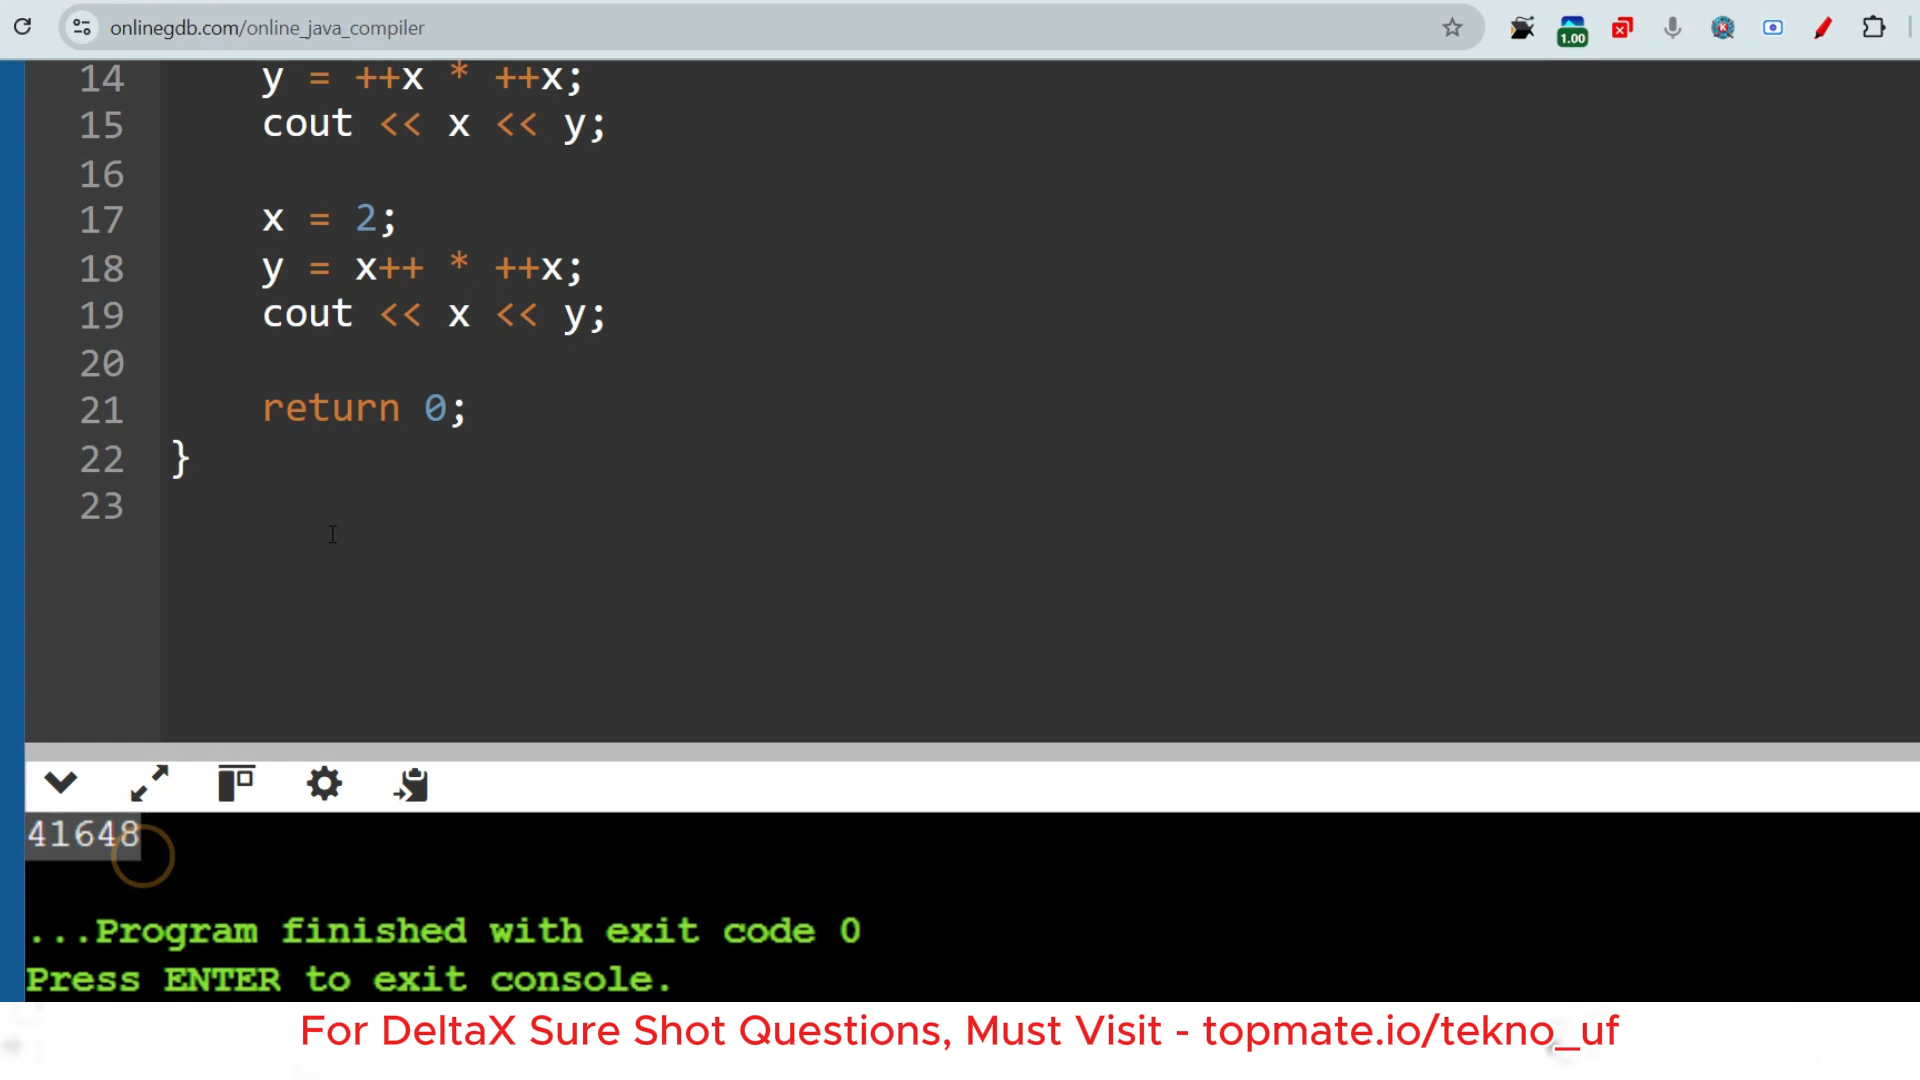 onlinegdb.com/online_java_compiler
1.00
14 y = ++x * ++x;
15 cout << x << y;
16
17 x = 2;
18 y = x++ * ++x;
19 cout << x << y;
20
21 return 0;
22 }
23
41648
...Program finished with exit code 0
Press ENTER to exit console.
For DeltaX Sure Shot Questions, Must Visit - topmate.io/tekno_uf